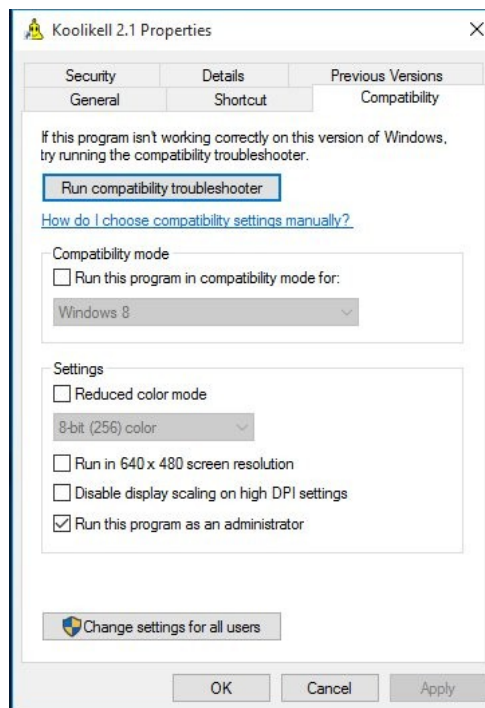 Koolikell 2.1 Properties
Security Details Previous Versions
General Shortcut Compatibility
If this program isn't working correctly on this version of Windows,
try running the compatibility troubleshooter.
Run compatibility troubleshooter
How do I choose compatibility settings manually?
Compatibility mode
Run this program in compatibility mode for:
Windows 8
Settings
Reduced color mode
8-bit (256) color
Run in 640 x 480 screen resolution
Disable display scaling on high DPI settings
Run this program as an administrator
Change settings for all users
OK Cancel Apply